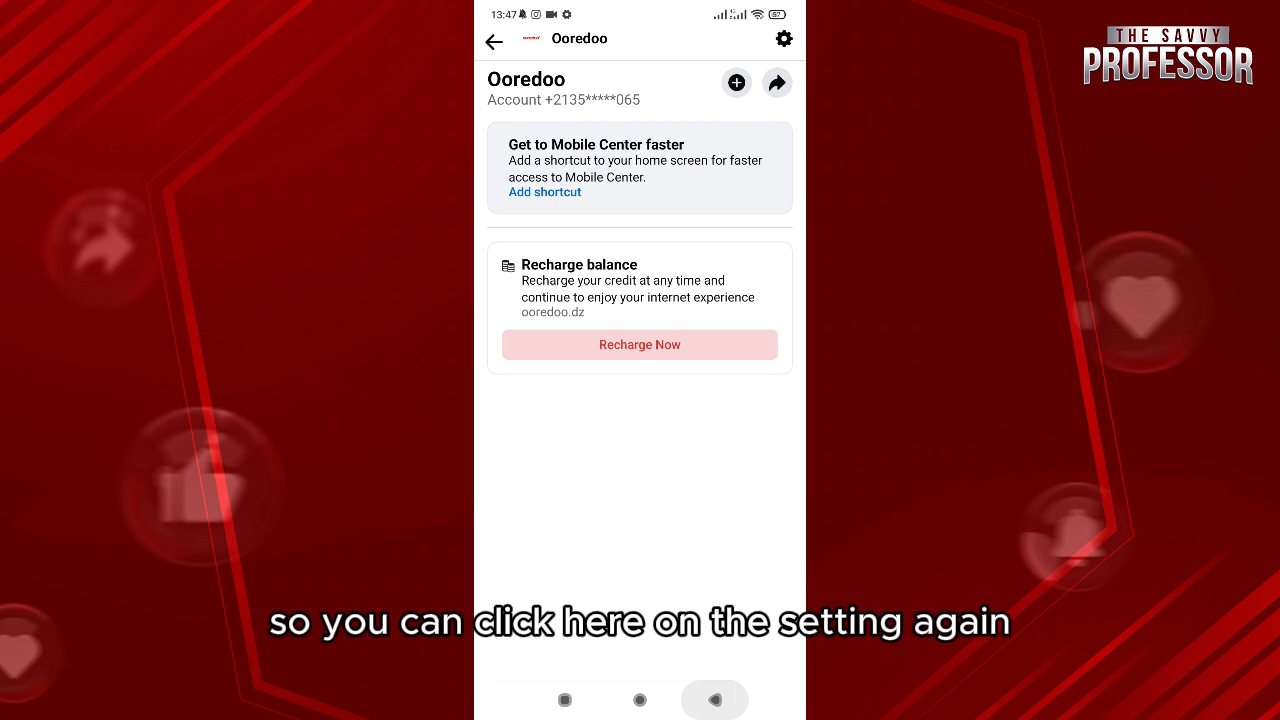 13:47
4G
57
THE SAVVY
PROFESSOR
ooredoo
Ooredoo
Ooredoo
Account +2135*****065
Get to Mobile Center faster
Add a shortcut to your home screen for faster
access to Mobile Center.
Add shortcut
Recharge balance
Recharge your credit at any time and
continue to enjoy your internet experience
ooredoo.dz
Recharge Now
so you can click here on the setting again